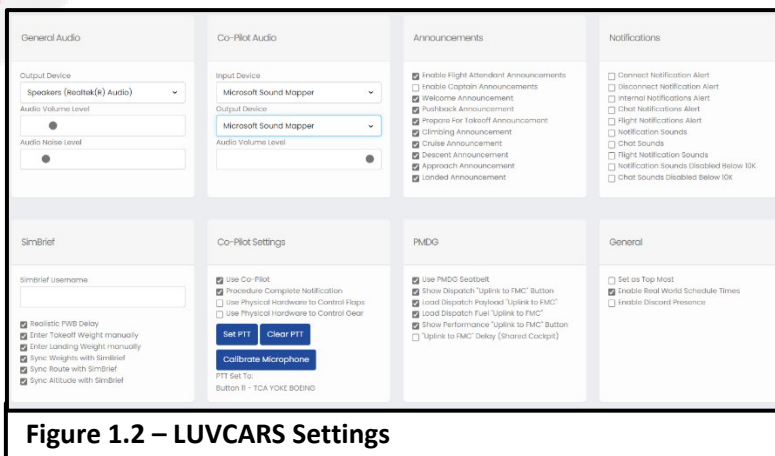 General Audio
Output Device
Speakers (Realtek(R) Audio)
Audio Volume Level
Audio Noise Level
Co-Pilot Audio
Input Device
Microsoft Sound Mapper
Output Device
Microsoft Sound Mapper
Audio Volume Level
Announcements
Enable Flight Attendant Announcements
Enable Captain Announcements
Welcome Announcement
Pushback Announcement
Prepare For Takeoff Announcement
Climbing Announcement
Cruise Announcement
Descent Announcement
Approach Announcement
Landed Announcement
Notifications
Connect Notification Alert
Disconnect Notification Alert
Internal Notifications Alert
Chat Notifications Alert
Flight Notifications Alert
Notification Sounds
Chat Sounds
Flight Notification Sounds
Notification Sounds Disabled Below 10K
Chat Sounds Disabled Below 10K
SimBrief
SimBrief Username
Realistic PWB Delay
Enter Takeoff Weight manually
Enter Landing Weight manually
Sync Weights with SimBrief
Sync Route with SimBrief
Sync Altitude with SimBrief
Co-Pilot Settings
Use Co-Pilot
Procedure Complete Notification
Use Physical Hardware to Control Flaps
Use Physical Hardware to Control Gear
Set PTT
Clear PTT
Calibrate Microphone
PTT Set To:
Button 11 - TCA YOKE BOEING
PMDG
Use PMDG Seatbelt
Show Dispatch "Uplink to FMC" Button
Load Dispatch Payload "Uplink to FMC"
Load Dispatch Fuel "Uplink to FMC"
Show Performance "Uplink to FMC" Button
"Uplink to FMC" Delay (Shared Cockpit)
General
Set as Top Most
Enable Real World Schedule Times
Enable Discord Presence
Figure 1.2 – LUVCARS Settings